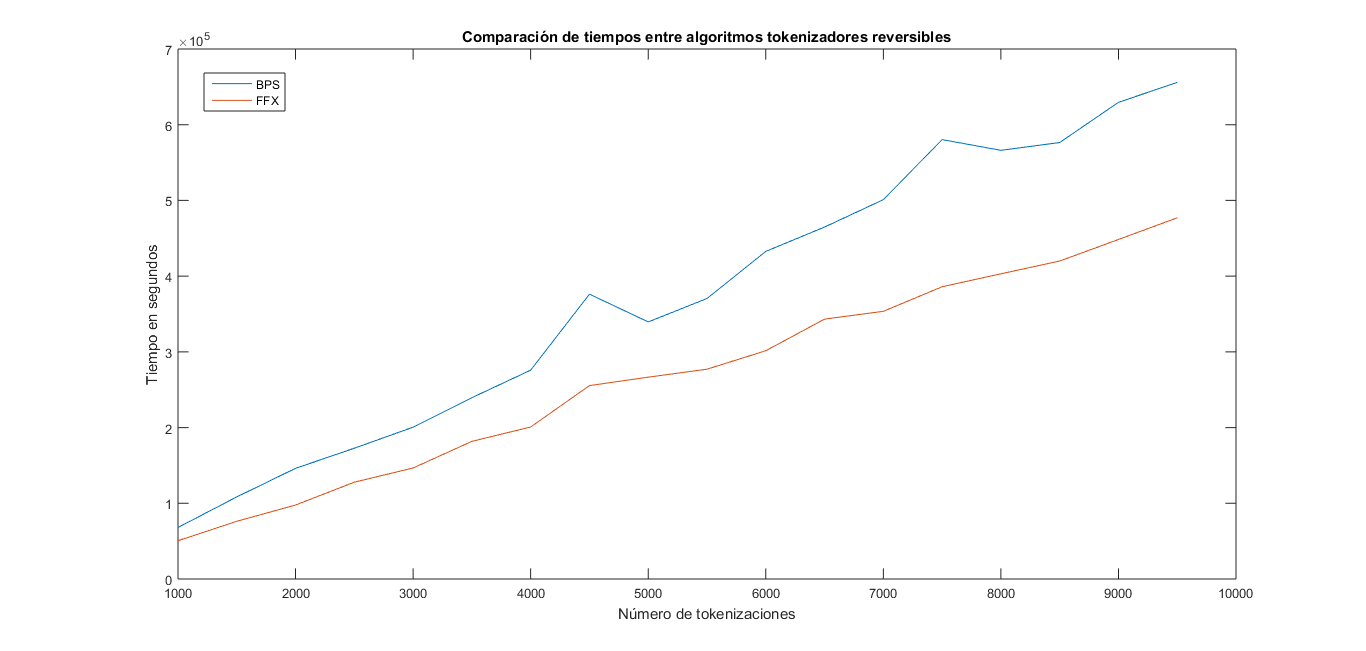 Comparación de tiempos entre algoritmos tokenizadores reversibles
×10^5
BPS
FFX
7
6
5
4
3
2
1
0
Tiempo en segundos
1000 2000 3000 4000 5000 6000 7000 8000 9000 10000
Número de tokenizaciones